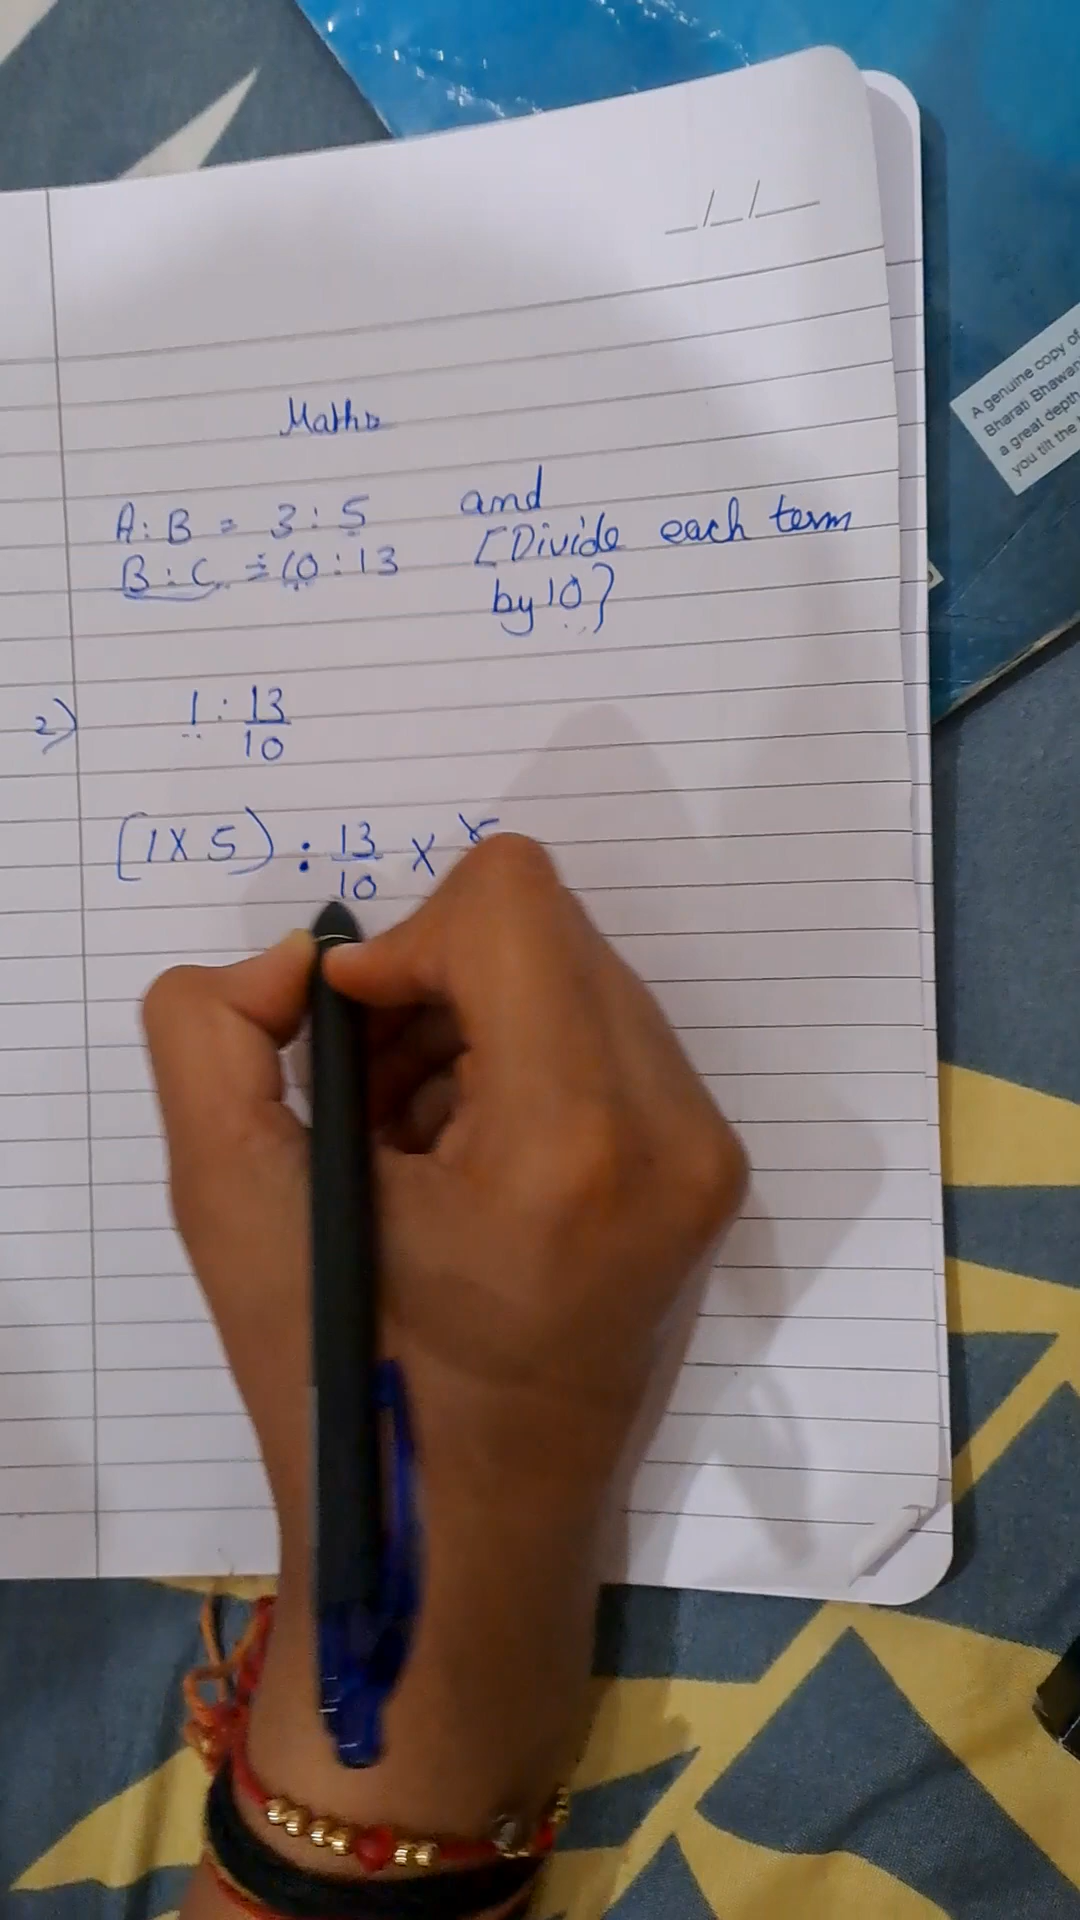 _/_/__
Maths
A:B = 3:5 and
B:C = 10:13 [Divide each term
by 10}
2) 1 : 13/10
(1 X 5) : 13/10 X
A genuine copy of
Bharati Bhawan
a great depth
you tilt the